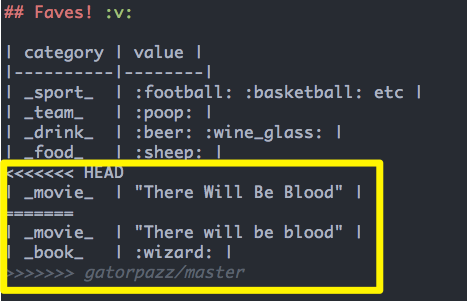 ## Faves! :v:
| category | value |
|----------|--------|
| _sport_ | :football: :basketball: etc |
| _team_ | :poop: |
| _drink_ | :beer: :wine_glass: |
| _food_ | :sheep: |
<<<<<<< HEAD
| _movie_ | "There Will Be Blood" |
=======
| _movie_ | "There will be blood" |
| _book_ | :wizard: |
>>>>>>> gatorpazz/master